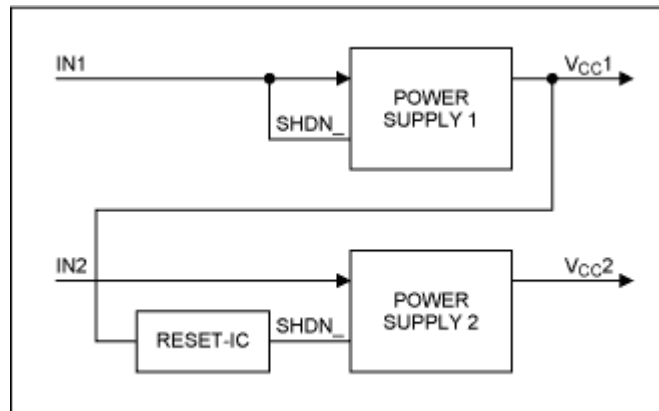 IN1
VCC1
POWER
SUPPLY 1
SHDN_
IN2
VCC2
POWER
SUPPLY 2
SHDN_
RESET-IC